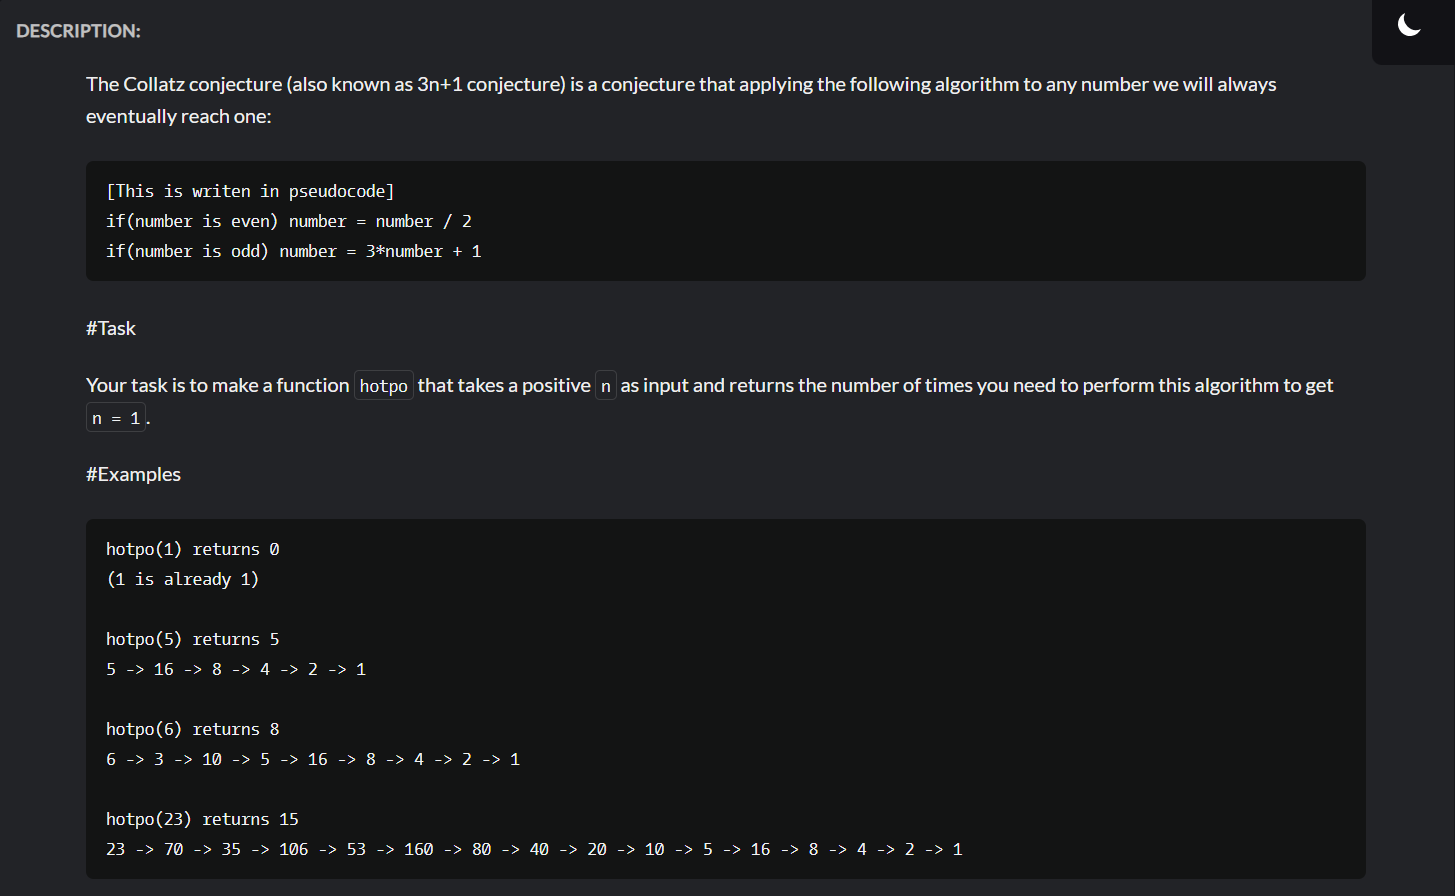 DESCRIPTION:
The Collatz conjecture (also known as 3n+1 conjecture) is a conjecture that applying the following algorithm to any number we will always
eventually reach one:
[This is writen in pseudocode]
if(number is even) number = number / 2
if(number is odd) number = 3*number + 1
#Task
Your task is to make a function hotpo that takes a positive n as input and returns the number of times you need to perform this algorithm to get
n = 1.
#Examples
hotpo(1) returns 0
(1 is already 1)
hotpo(5) returns 5
5 -> 16 -> 8 -> 4 -> 2 -> 1
hotpo(6) returns 8
6 -> 3 -> 10 -> 5 -> 16 -> 8 -> 4 -> 2 -> 1
hotpo(23) returns 15
23 -> 70 -> 35 -> 106 -> 53 -> 160 -> 80 -> 40 -> 20 -> 10 -> 5 -> 16 -> 8 -> 4 -> 2 -> 1